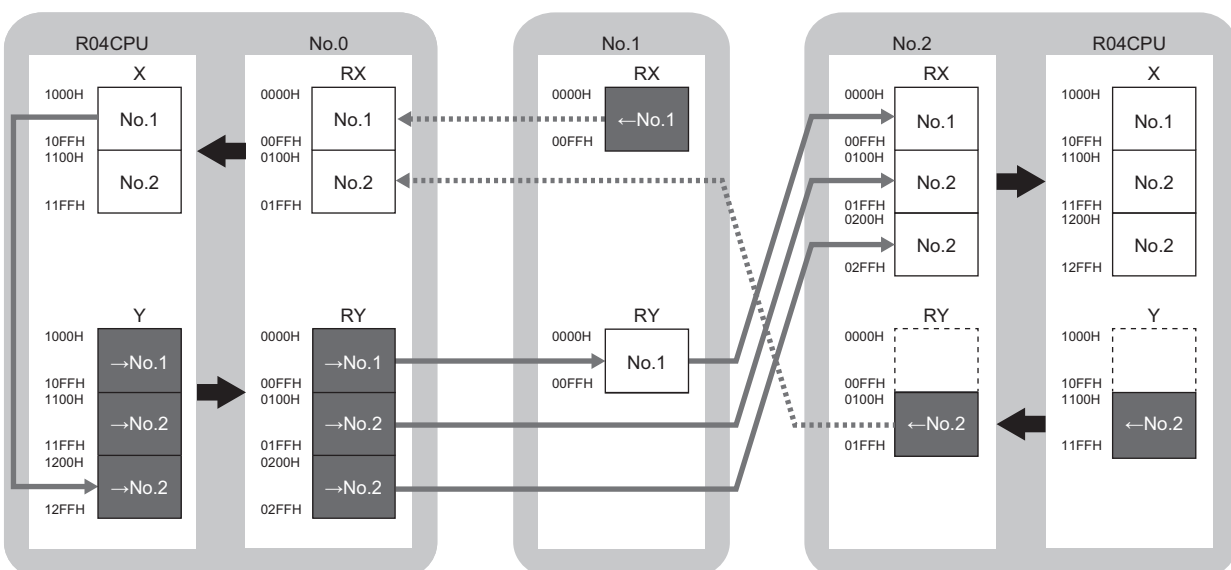 R04CPU No.0 No.1 No.2 R04CPU
X RX RX RX X
1000H 0000H 0000H 0000H 1000H
No.1 No.1 ←No.1 No.1 No.1
10FFH 00FFH 00FFH 00FFH 10FFH
1100H 0100H 0100H 1100H
No.2 No.2 No.2 No.2
11FFH 01FFH 01FFH 11FFH
0200H 1200H
No.2 No.2
02FFH 12FFH
Y RY RY RY Y
1000H 0000H 0000H 0000H 1000H
→No.1 →No.1 No.1
10FFH 00FFH 00FFH 00FFH 10FFH
1100H 0100H 0100H 1100H
→No.2 →No.2 ←No.2 ←No.2
11FFH 01FFH 01FFH 11FFH
1200H 0200H
→No.2 →No.2
12FFH 02FFH